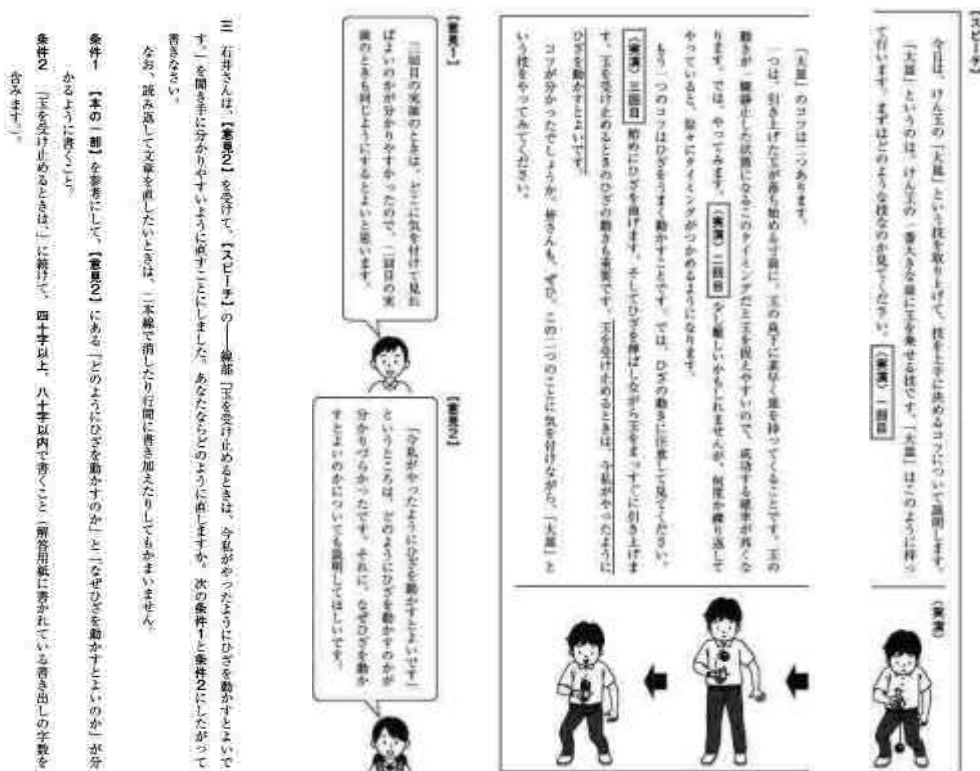 【スピーチ】
今日は、けん玉の「大皿」という技を取り上げて、技を上手に決めるコツについて説明します。
「大皿」というのは、けん玉の一番大きな皿に玉を乗せる技です。「大皿」はこのように持っ
て行います。まずはどのような技なのか見てください。〈実演〉一回目
〈実演〉
「大皿」のコツは二つあります。
一つは、引き上げた玉が落ち始める寸前に、玉の真下に素早く皿を持ってくることです。玉の
動きが一瞬静止した状態になるこのタイミングだと玉を捉えやすいので、成功する確率が高くな
ります。では、やってみます。〈実演〉二回目 少し難しいかもしれませんが、何度か繰り返して
やっていると、徐々にタイミングがつかめるようになります。
もう一つのコツはひざをうまく動かすことです。では、ひざの動きに注意して見てください。
〈実演〉三回目 始めにひざを曲げます。そしてひざを伸ばしながら玉をまっすぐに引き上げま
す。玉を受け止めるときのひざの動きも重要です。玉を受け止めるときは、今私がやったように
ひざを動かすとよいです。
コツが分かったでしょうか。皆さんも、ぜひ、この二つのことに気を付けながら、「大皿」と
いう技をやってみてください。
【意見1】
三回目の実演のときは、どこに気を付けて見れ
ばよいのかが分かりやすかったので、二回目の実
演のときも同じようにするとよいと思います。
【意見2】
「今私がやったようにひざを動かすとよいです」
というところは、どのようにひざを動かすのかが
分かりづらかったです。それに、なぜひざを動か
すとよいのかについても説明してほしいです。
三 石井さんは、【意見2】を受けて、【スピーチ】の――線部「玉を受け止めるときは、今私がやったようにひざを動かすとよいで
す。」を聞き手に分かりやすいように直すことにしました。あなたならどのように直しますか。次の条件1と条件2にしたがって
書きなさい。
なお、読み返して文章を直したいときは、二本線で消したり行間に書き加えたりしてもかまいません。
条件1 【本の一部】を参考にして、【意見2】にある「どのようにひざを動かすのか」と「なぜひざを動かすとよいのか」が分
かるように書くこと。
条件2 「玉を受け止めるときは、」に続けて、四十字以上、八十字以内で書くこと（解答用紙に書かれている書き出しの字数を
含みます。）。